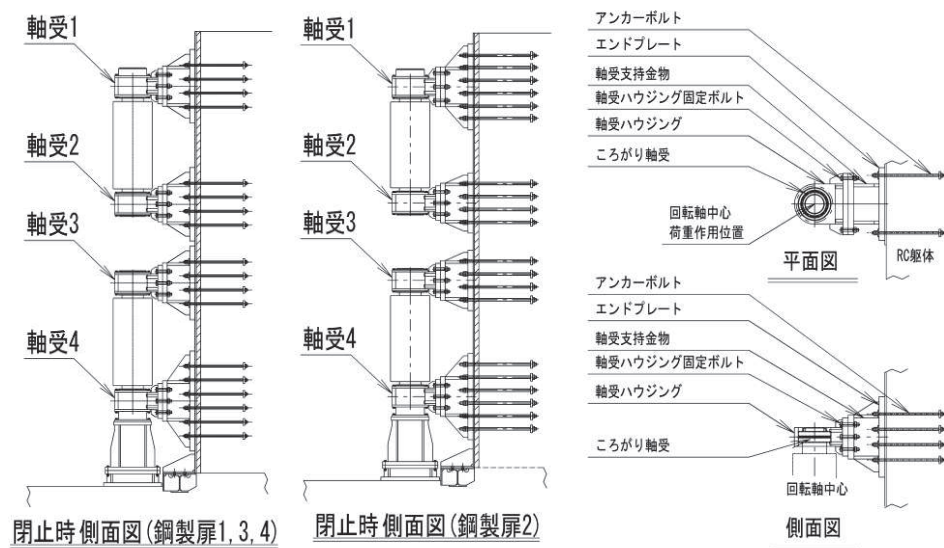 軸受1
軸受2
軸受3
軸受4
閉止時側面図(鋼製扉1,3,4)
軸受1
軸受2
軸受3
軸受4
閉止時側面図(鋼製扉2)
アンカーボルト
エンドプレート
軸受支持金物
軸受ハウジング固定ボルト
軸受ハウジング
ころがり軸受
回転軸中心
荷重作用位置
RC躯体
平面図
アンカーボルト
エンドプレート
軸受支持金物
軸受ハウジング固定ボルト
軸受ハウジング
ころがり軸受
回転軸中心
側面図